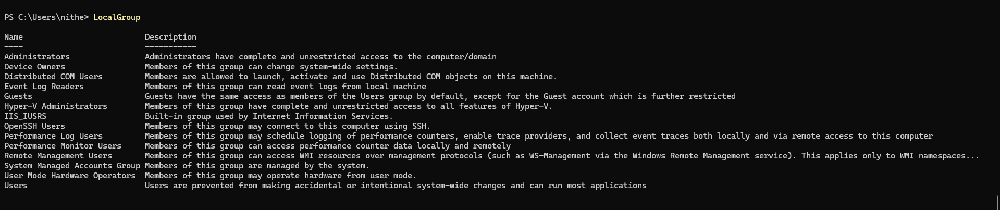 PS C:\Users\nithe> LocalGroup
Name Description
---- -----------
Administrators Administrators have complete and unrestricted access to the computer/domain
Device Owners Members of this group can change system-wide settings.
Distributed COM Users Members are allowed to launch, activate and use Distributed COM objects on this machine.
Event Log Readers Members of this group can read event logs from local machine
Guests Guests have the same access as members of the Users group by default, except for the Guest account which is further restricted
Hyper-V Administrators Members of this group have complete and unrestricted access to all features of Hyper-V.
IIS_IUSRS Built-in group used by Internet Information Services.
OpenSSH Users Members of this group may connect to this computer using SSH.
Performance Log Users Members of this group may schedule logging of performance counters, enable trace providers, and collect event traces both locally and via remote access to this computer
Performance Monitor Users Members of this group can access performance counter data locally and remotely
Remote Management Users Members of this group can access WMI resources over management protocols (such as WS-Management via the Windows Remote Management service). This applies only to WMI namespaces...
System Managed Accounts Group Members of this group are managed by the system.
User Mode Hardware Operators Members of this group may operate hardware from user mode.
Users Users are prevented from making accidental or intentional system-wide changes and can run most applications